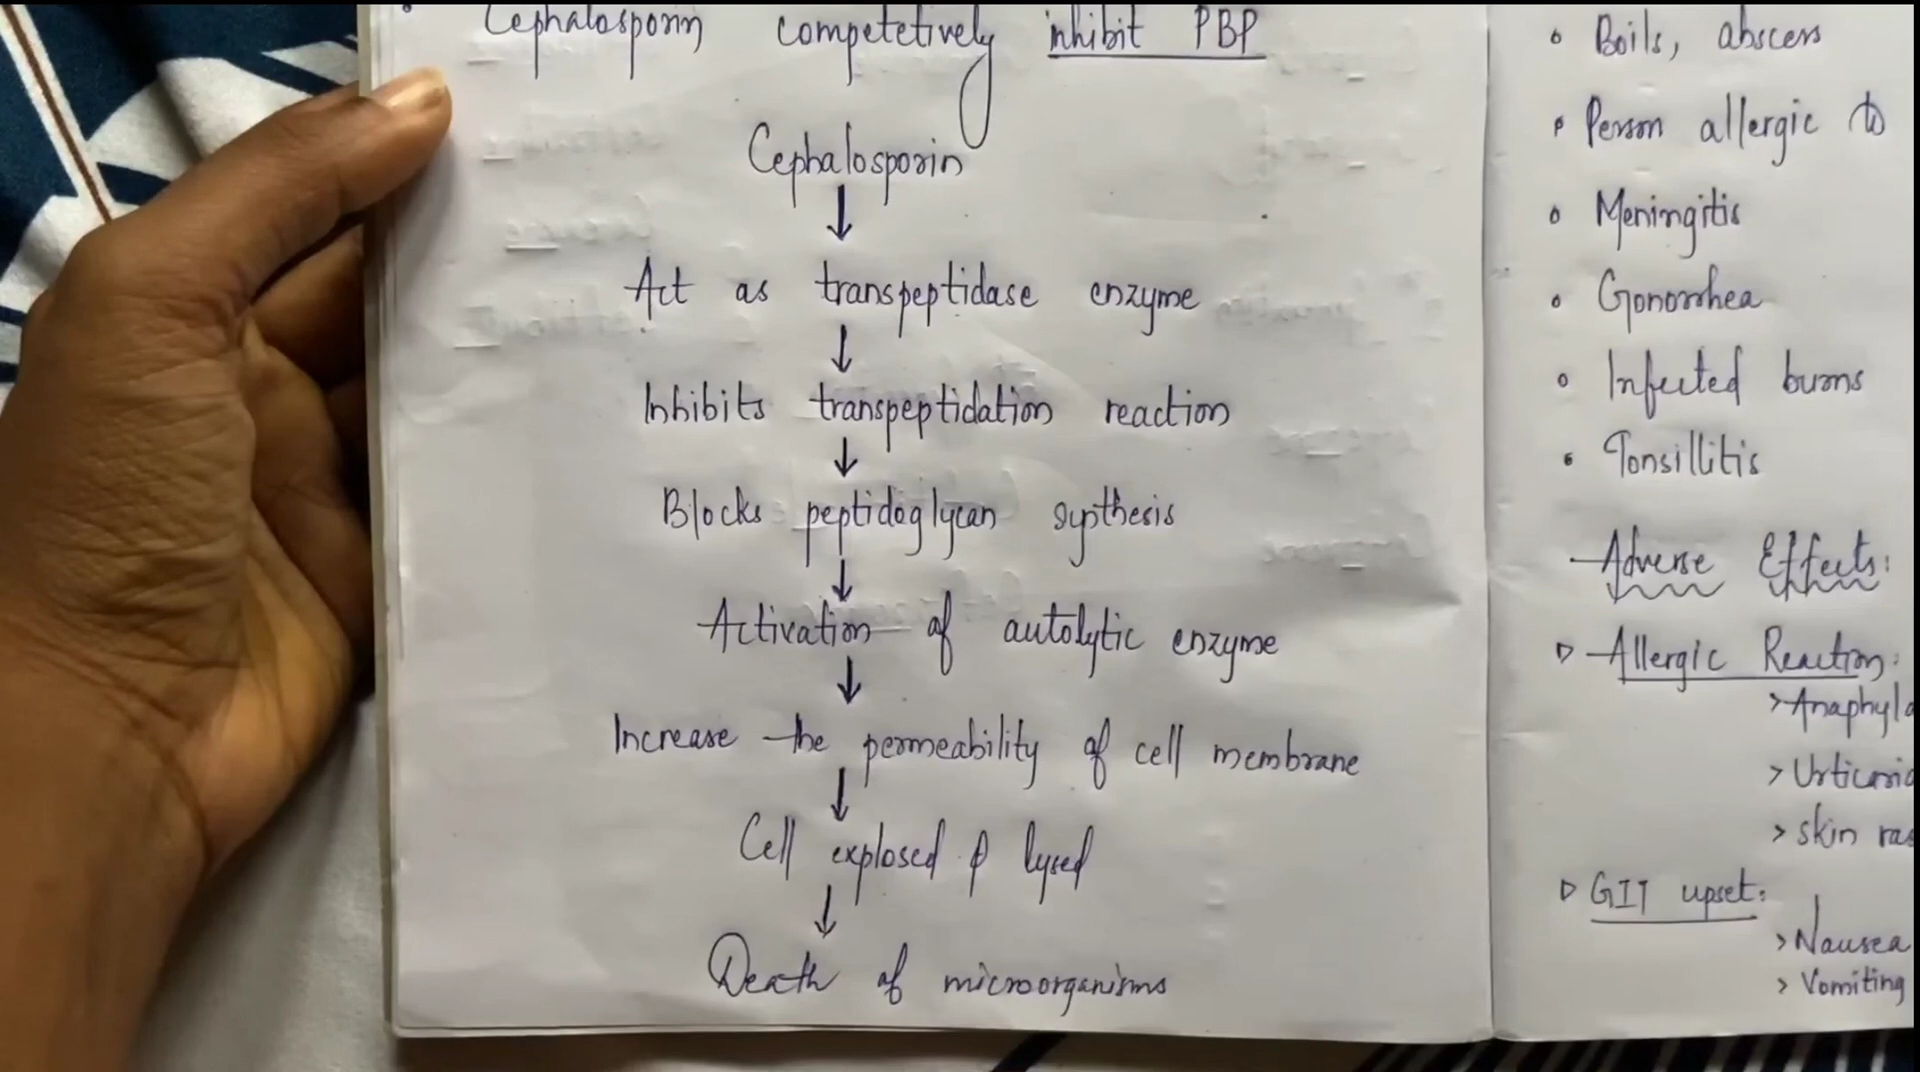 Cephalosporin competetively inhibit PBP
Cephalosporin
↓
Act as transpeptidase enzyme
↓
Inhibits transpeptidation reaction
↓
Blocks peptidoglycan sypthesis
↓
Activation of autolytic enzyme
↓
Increase the permeability of cell membrane
↓
Cell explosed & lysed
↓
Death of microorganisms
Boils, abscess
Person allergic to
Meningitis
Gonorrhea
Infected burns
Tonsillitis
Adverse Effects:
Allergic Reaction:
> Anaphyla
> Urticaria
> skin ras
GIT upset:
> Nausea
> Vomiting